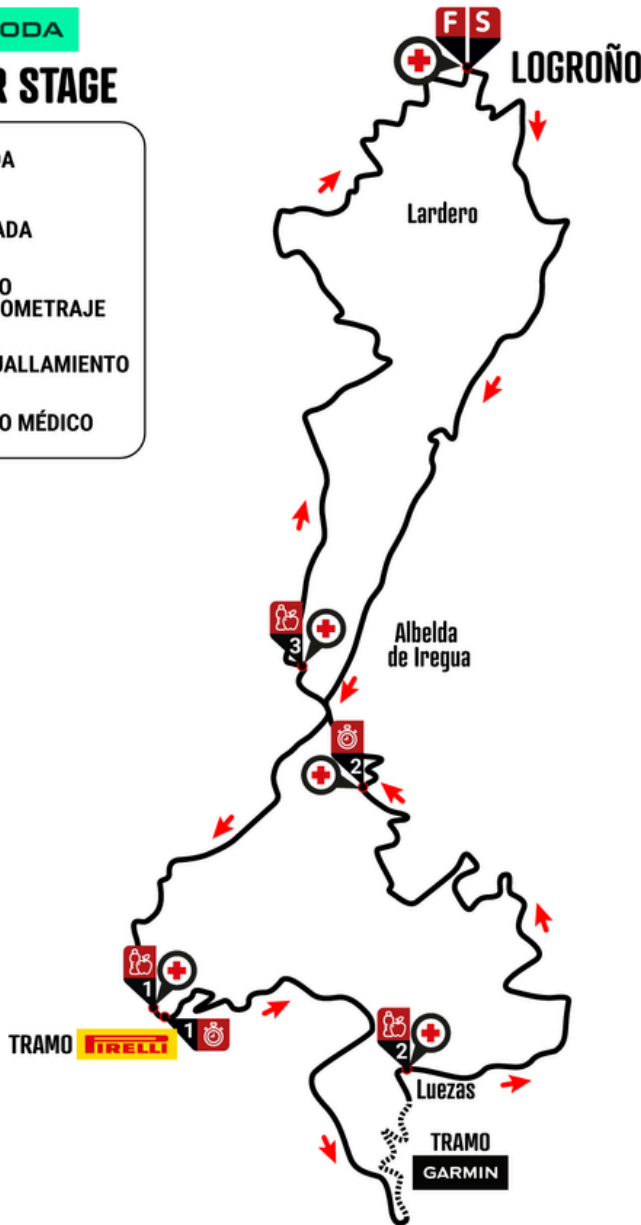 ODA
R STAGE
DA
ADA
O
OMETRAJE
UALLAMIENTO
O MÉDICO
F S
LOGROÑO
Lardero
3
Albelda
de Iregua
2
1
TRAMO PIRELLI
1
2
Luezas
TRAMO
GARMIN